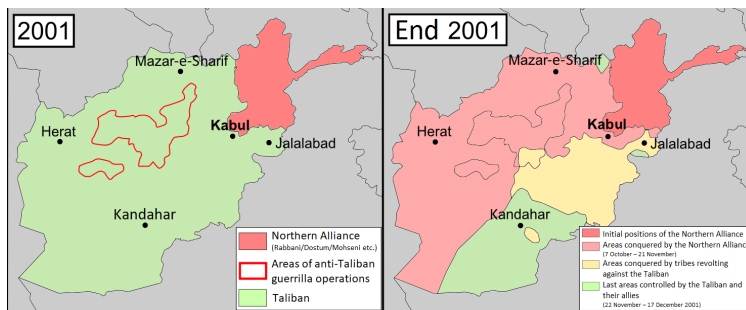 2001
Mazar-e-Sharif
Kabul
Herat
Jalalabad
Kandahar
Northern Alliance
(Rabbani/Dostum/Mohseni etc.)
Areas of anti-Taliban
guerrilla operations
Taliban
End 2001
Mazar-e-Sharif
Kabul
Herat
Jalalabad
Kandahar
Initial positions of the Northern Alliance
Areas conquered by the Northern Alliance
(7 October – 21 November)
Areas conquered by tribes revolting
against the Taliban
Last areas controlled by the Taliban and
their allies
(22 November – 17 December 2001)